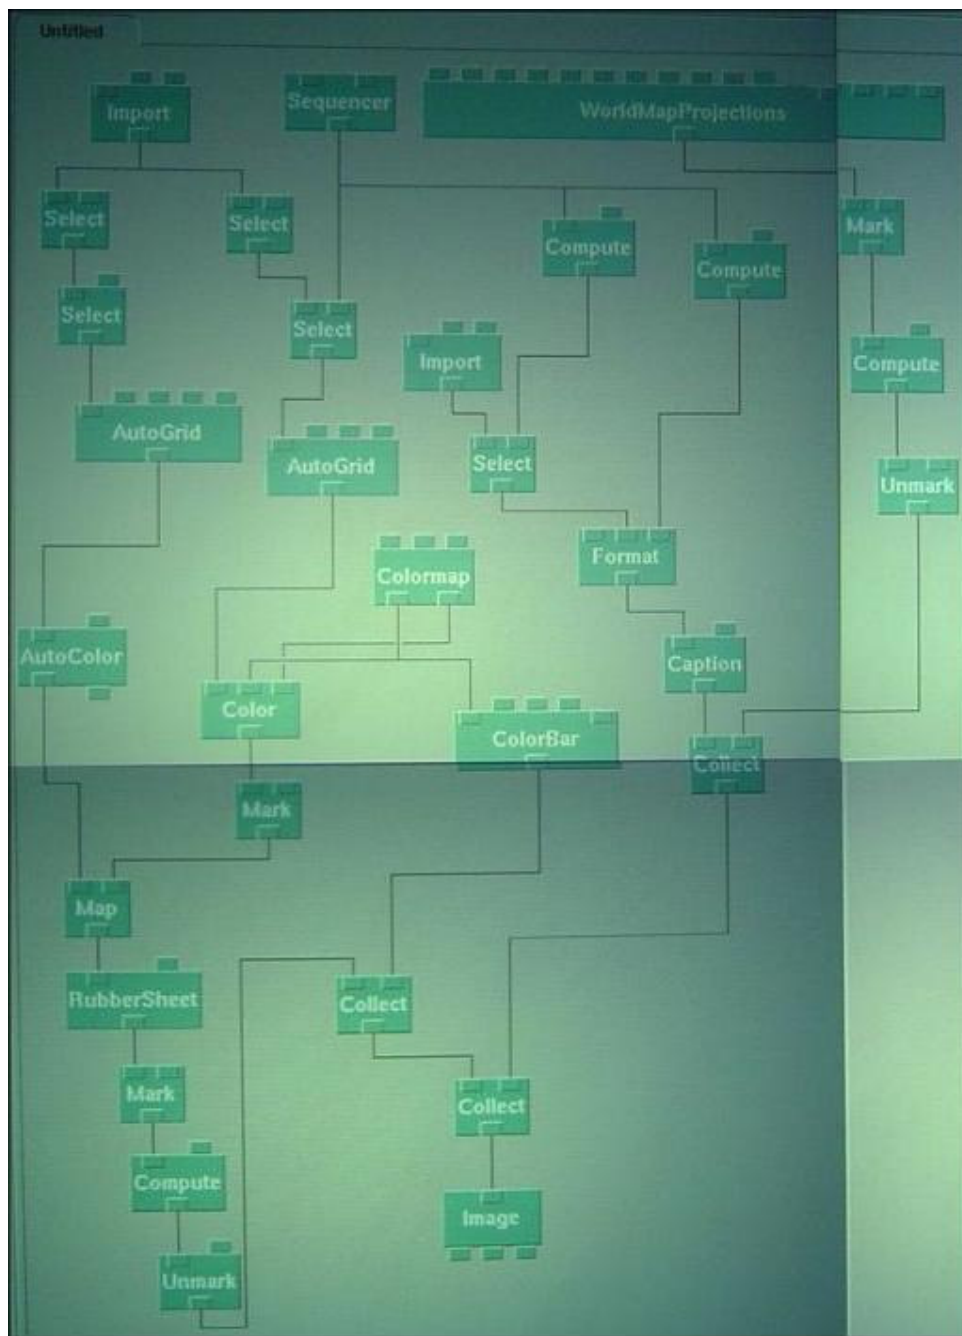 Untitled
Import
Sequencer
WorldMapProjections
Select
Select
Compute
Compute
Mark
Select
Select
Import
Compute
AutoGrid
AutoGrid
Select
Unmark
Colormap
Format
AutoColor
Caption
Color
ColorBar
Collect
Mark
Map
RubberSheet
Collect
Mark
Collect
Compute
Image
Unmark